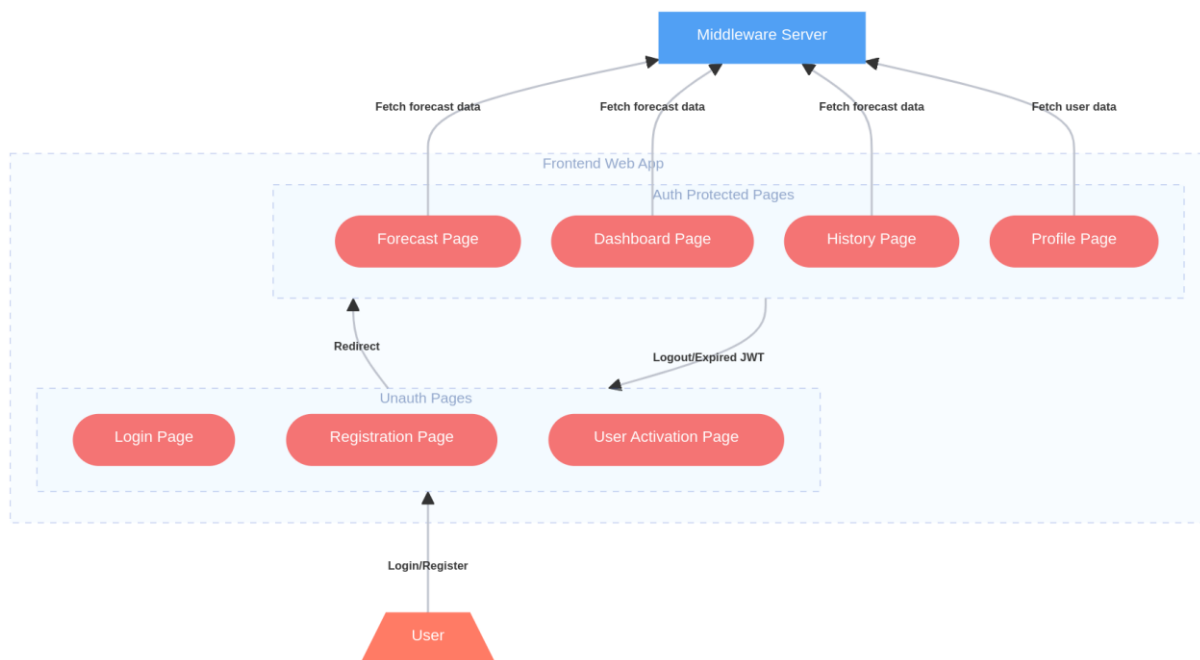 Middleware Server
Fetch forecast data
Fetch forecast data
Fetch forecast data
Fetch user data
Frontend Web App
Auth Protected Pages
Forecast Page
Dashboard Page
History Page
Profile Page
Redirect
Logout/Expired JWT
Unauth Pages
Login Page
Registration Page
User Activation Page
Login/Register
User